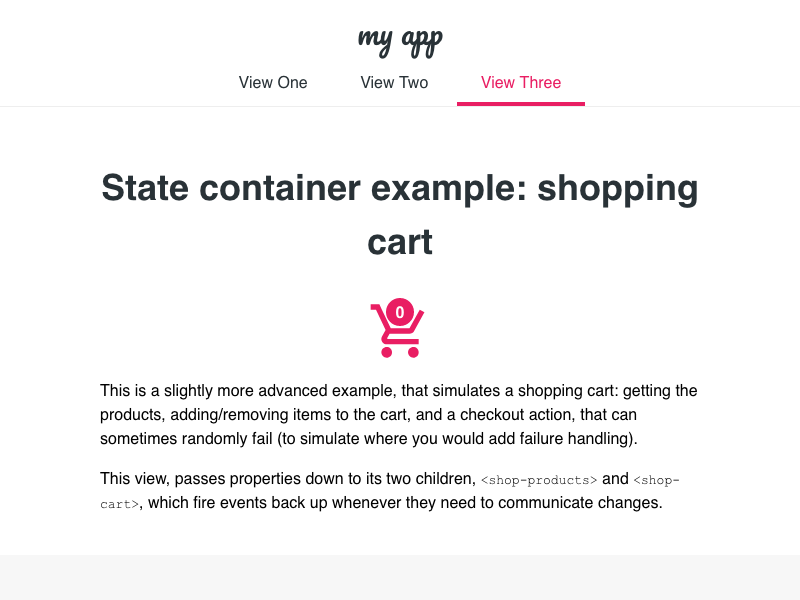 my app
View One View Two View Three
State container example: shopping
cart
0
This is a slightly more advanced example, that simulates a shopping cart: getting the
products, adding/removing items to the cart, and a checkout action, that can
sometimes randomly fail (to simulate where you would add failure handling).
This view, passes properties down to its two children, <shop-products> and <shop-
cart>, which fire events back up whenever they need to communicate changes.